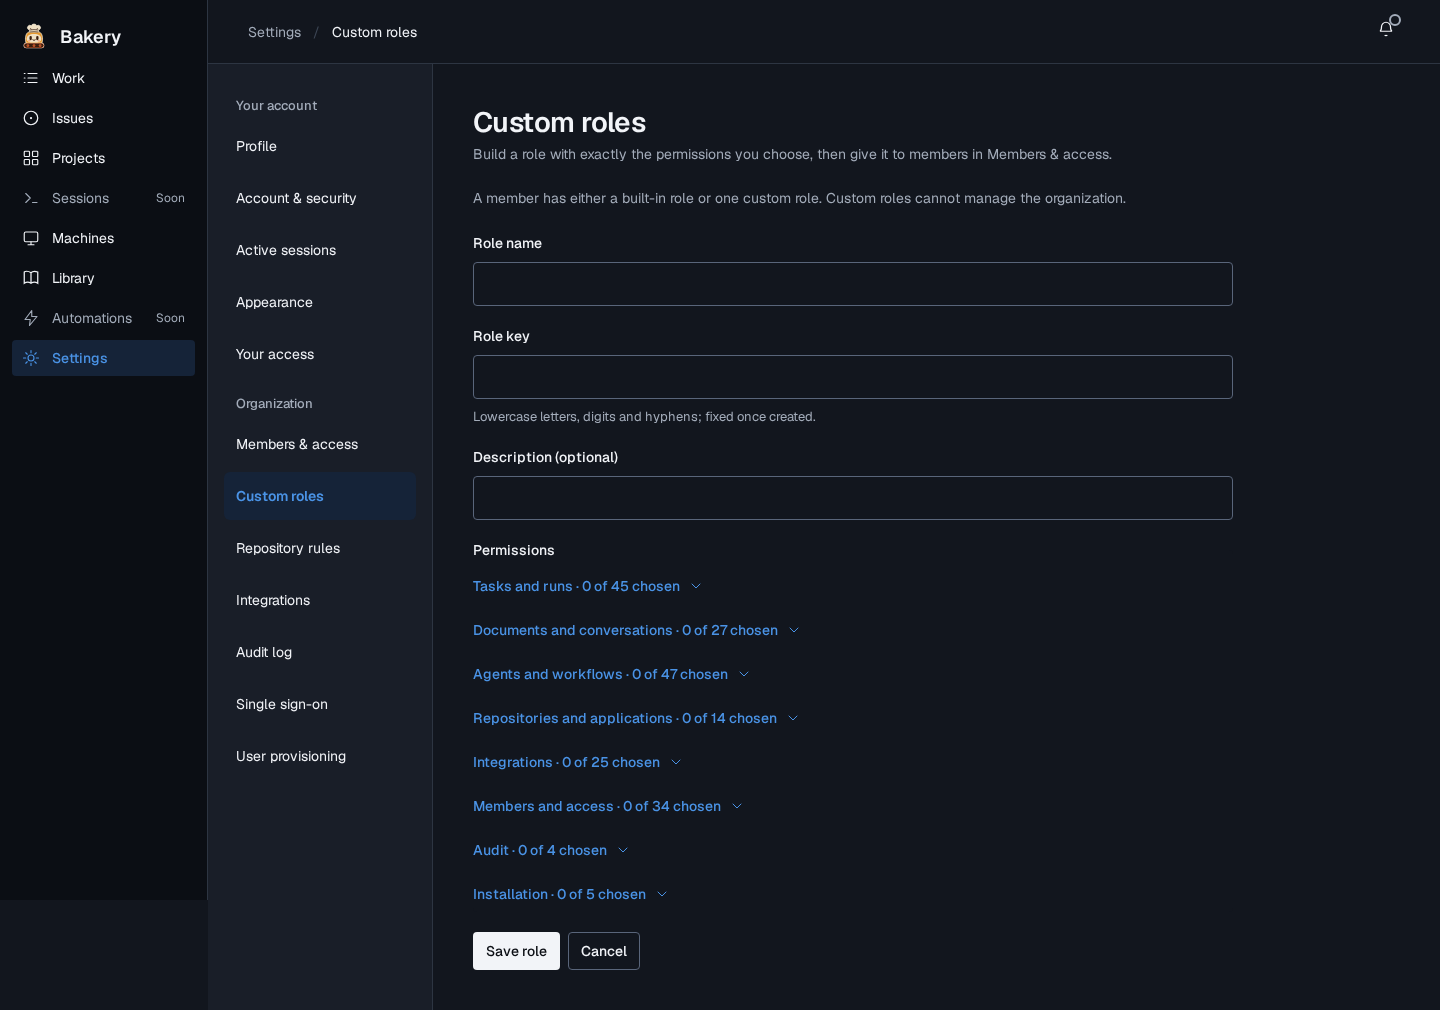 Bakery
Work
Issues
Projects
Sessions Soon
Machines
Library
Automations Soon
Settings
Settings / Custom roles
Your account
Profile
Account & security
Active sessions
Appearance
Your access
Organization
Members & access
Custom roles
Repository rules
Integrations
Audit log
Single sign-on
User provisioning
Custom roles
Build a role with exactly the permissions you choose, then give it to members in Members & access.
A member has either a built-in role or one custom role. Custom roles cannot manage the organization.
Role name
Role key
Lowercase letters, digits and hyphens; fixed once created.
Description (optional)
Permissions
Tasks and runs · 0 of 45 chosen
Documents and conversations · 0 of 27 chosen
Agents and workflows · 0 of 47 chosen
Repositories and applications · 0 of 14 chosen
Integrations · 0 of 25 chosen
Members and access · 0 of 34 chosen
Audit · 0 of 4 chosen
Installation · 0 of 5 chosen
Save role Cancel